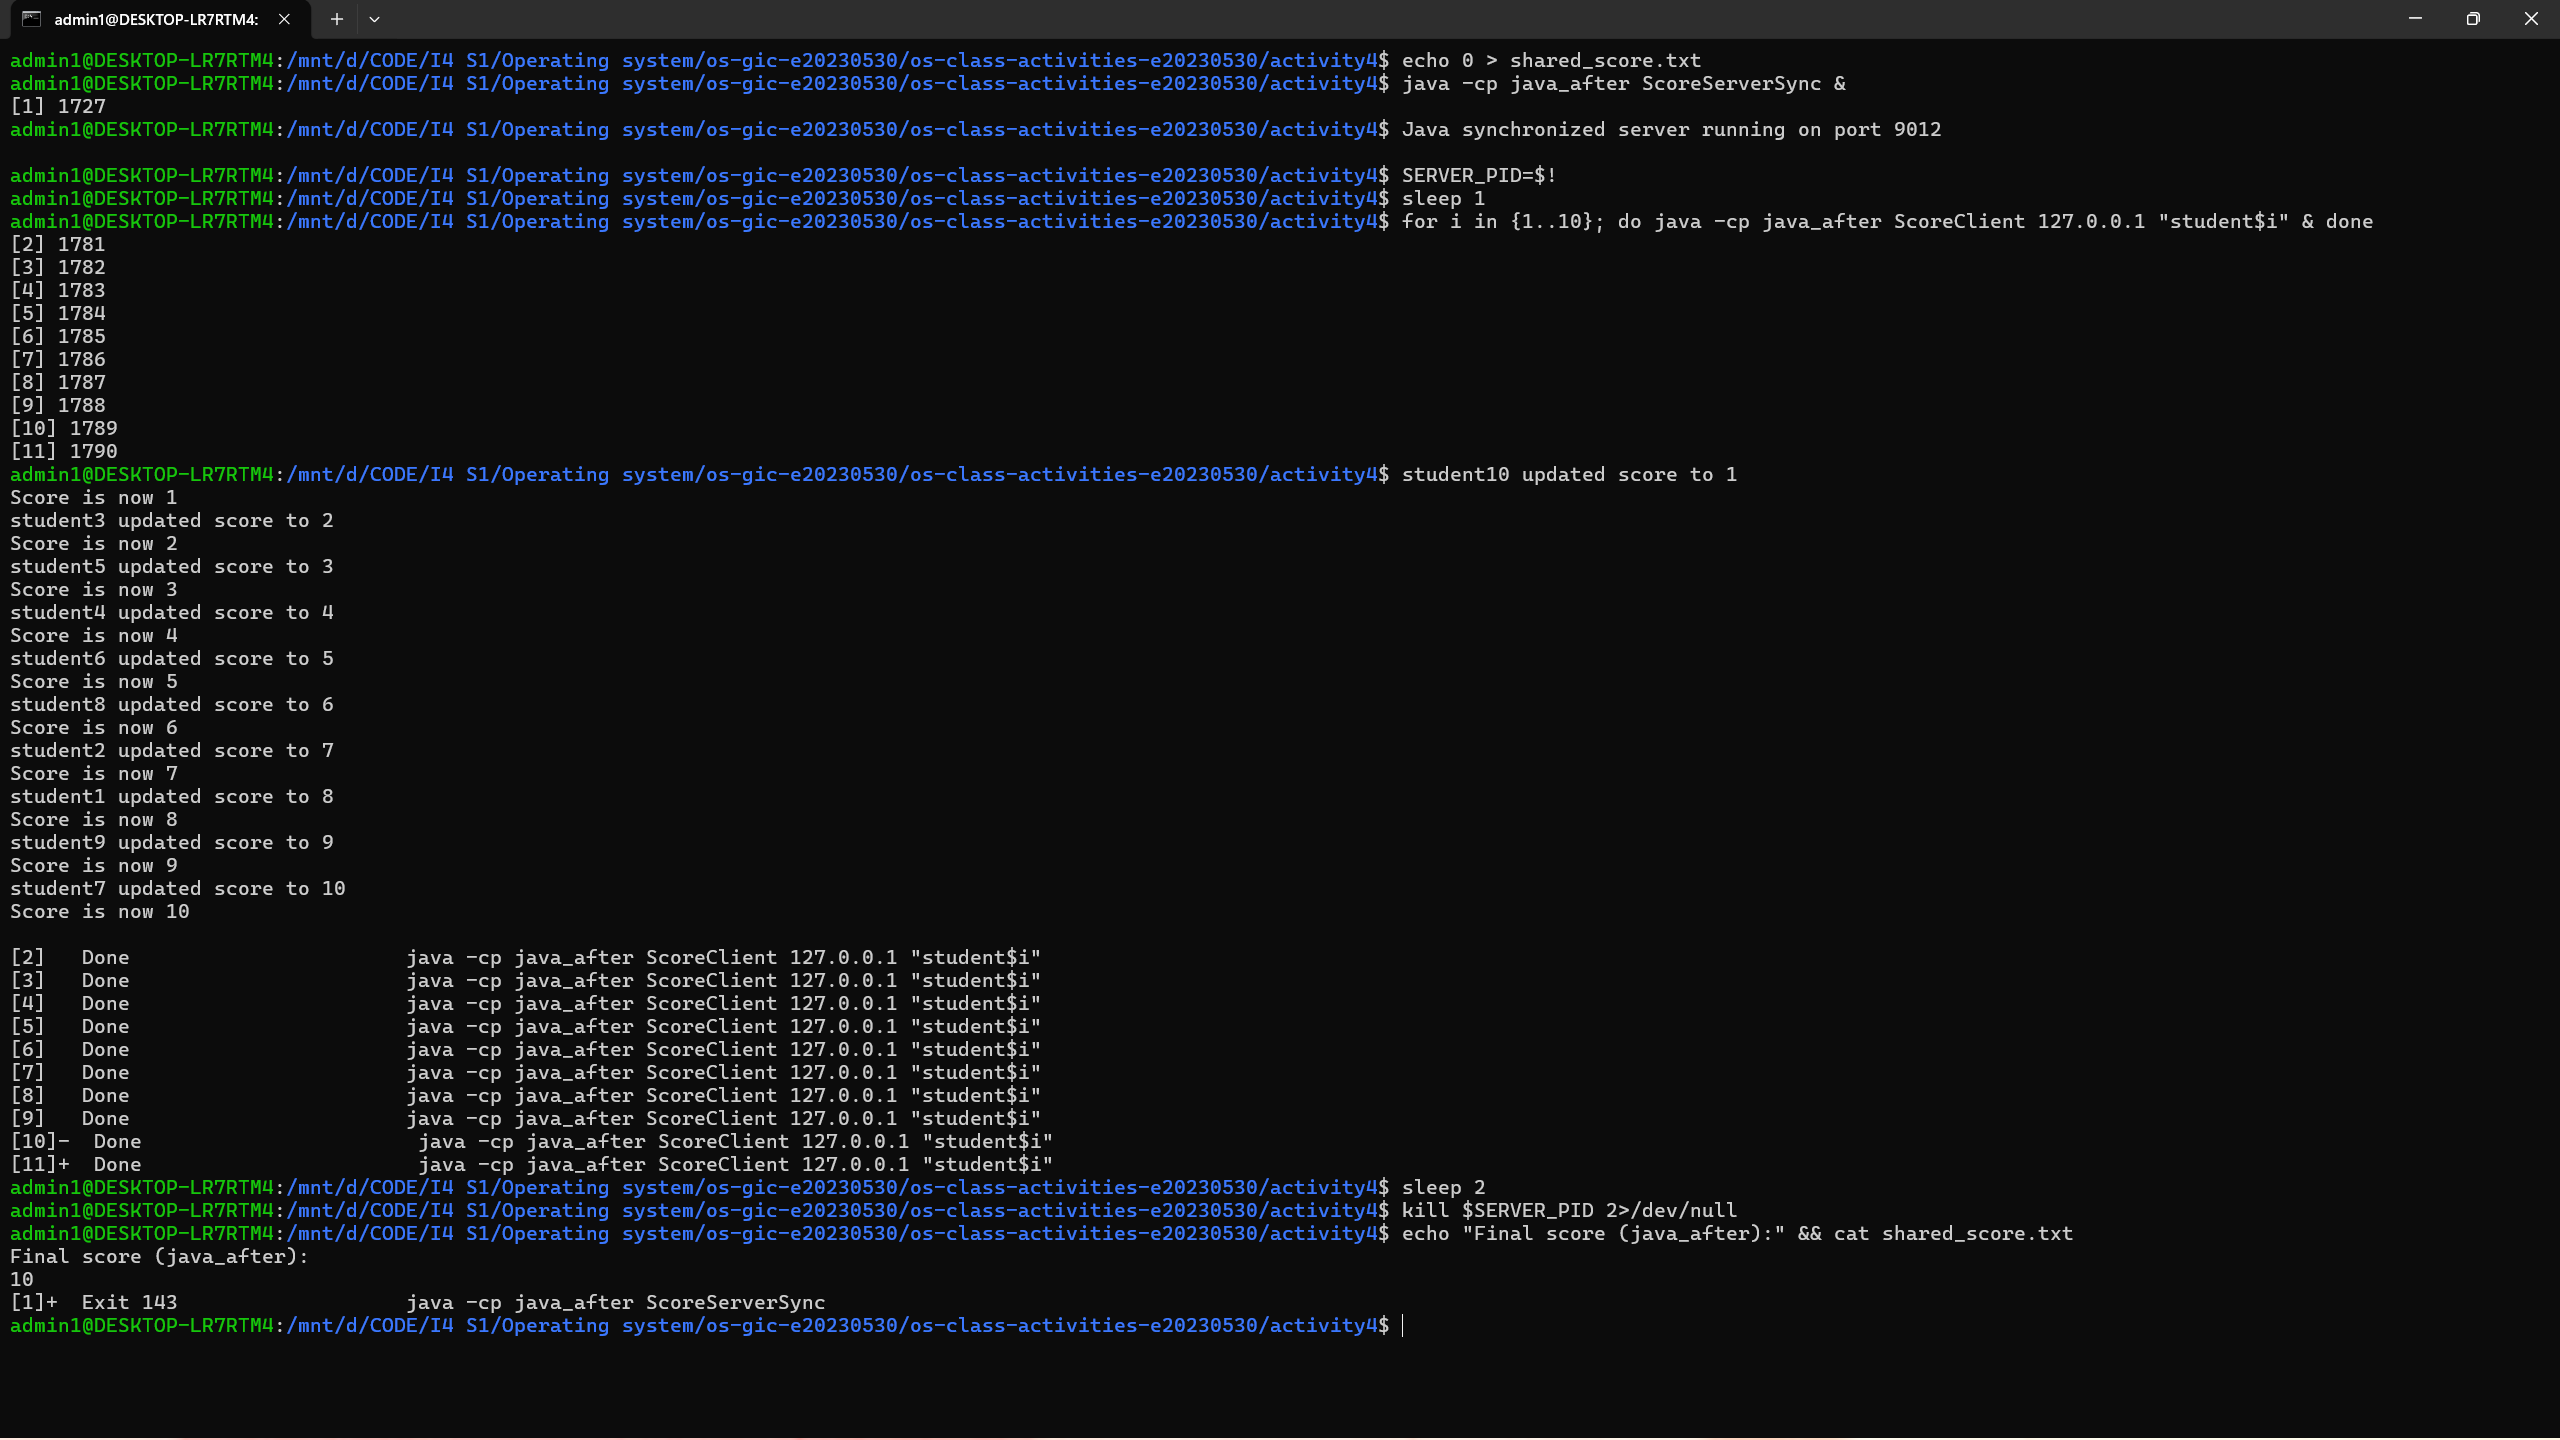 admin1@DESKTOP-LR7RTM4:
admin1@DESKTOP-LR7RTM4:/mnt/d/CODE/I4 S1/Operating system/os-gic-e20230530/os-class-activities-e20230530/activity4$ echo 0 > shared_score.txt
admin1@DESKTOP-LR7RTM4:/mnt/d/CODE/I4 S1/Operating system/os-gic-e20230530/os-class-activities-e20230530/activity4$ java -cp java_after ScoreServerSync &
[1] 1727
admin1@DESKTOP-LR7RTM4:/mnt/d/CODE/I4 S1/Operating system/os-gic-e20230530/os-class-activities-e20230530/activity4$ Java synchronized server running on port 9012
admin1@DESKTOP-LR7RTM4:/mnt/d/CODE/I4 S1/Operating system/os-gic-e20230530/os-class-activities-e20230530/activity4$ SERVER_PID=$!
admin1@DESKTOP-LR7RTM4:/mnt/d/CODE/I4 S1/Operating system/os-gic-e20230530/os-class-activities-e20230530/activity4$ sleep 1
admin1@DESKTOP-LR7RTM4:/mnt/d/CODE/I4 S1/Operating system/os-gic-e20230530/os-class-activities-e20230530/activity4$ for i in {1..10}; do java -cp java_after ScoreClient 127.0.0.1 "student$i" & done
[2] 1781
[3] 1782
[4] 1783
[5] 1784
[6] 1785
[7] 1786
[8] 1787
[9] 1788
[10] 1789
[11] 1790
admin1@DESKTOP-LR7RTM4:/mnt/d/CODE/I4 S1/Operating system/os-gic-e20230530/os-class-activities-e20230530/activity4$ student10 updated score to 1
Score is now 1
student3 updated score to 2
Score is now 2
student5 updated score to 3
Score is now 3
student4 updated score to 4
Score is now 4
student6 updated score to 5
Score is now 5
student8 updated score to 6
Score is now 6
student2 updated score to 7
Score is now 7
student1 updated score to 8
Score is now 8
student9 updated score to 9
Score is now 9
student7 updated score to 10
Score is now 10
[2]   Done                       java -cp java_after ScoreClient 127.0.0.1 "student$i"
[3]   Done                       java -cp java_after ScoreClient 127.0.0.1 "student$i"
[4]   Done                       java -cp java_after ScoreClient 127.0.0.1 "student$i"
[5]   Done                       java -cp java_after ScoreClient 127.0.0.1 "student$i"
[6]   Done                       java -cp java_after ScoreClient 127.0.0.1 "student$i"
[7]   Done                       java -cp java_after ScoreClient 127.0.0.1 "student$i"
[8]   Done                       java -cp java_after ScoreClient 127.0.0.1 "student$i"
[9]   Done                       java -cp java_after ScoreClient 127.0.0.1 "student$i"
[10]-  Done                       java -cp java_after ScoreClient 127.0.0.1 "student$i"
[11]+  Done                       java -cp java_after ScoreClient 127.0.0.1 "student$i"
admin1@DESKTOP-LR7RTM4:/mnt/d/CODE/I4 S1/Operating system/os-gic-e20230530/os-class-activities-e20230530/activity4$ sleep 2
admin1@DESKTOP-LR7RTM4:/mnt/d/CODE/I4 S1/Operating system/os-gic-e20230530/os-class-activities-e20230530/activity4$ kill $SERVER_PID 2>/dev/null
admin1@DESKTOP-LR7RTM4:/mnt/d/CODE/I4 S1/Operating system/os-gic-e20230530/os-class-activities-e20230530/activity4$ echo "Final score (java_after):" && cat shared_score.txt
Final score (java_after):
10
[1]+  Exit 143                   java -cp java_after ScoreServerSync
admin1@DESKTOP-LR7RTM4:/mnt/d/CODE/I4 S1/Operating system/os-gic-e20230530/os-class-activities-e20230530/activity4$